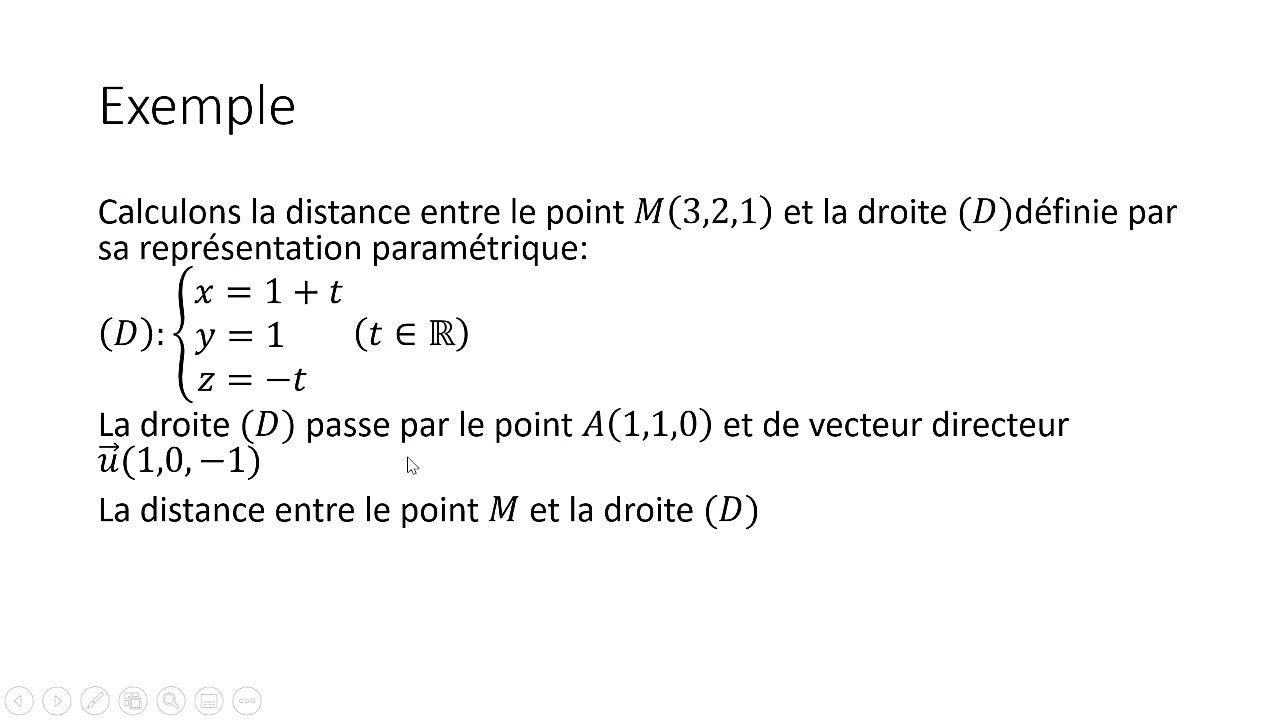 Exemple
Calculons la distance entre le point M(3,2,1) et la droite (D)définie par
sa représentation paramétrique:
x = 1 + t
(D): { y = 1 (t ∈ ℝ)
z = −t
La droite (D) passe par le point A(1,1,0) et de vecteur directeur
u⃗(1,0, −1)
La distance entre le point M et la droite (D)